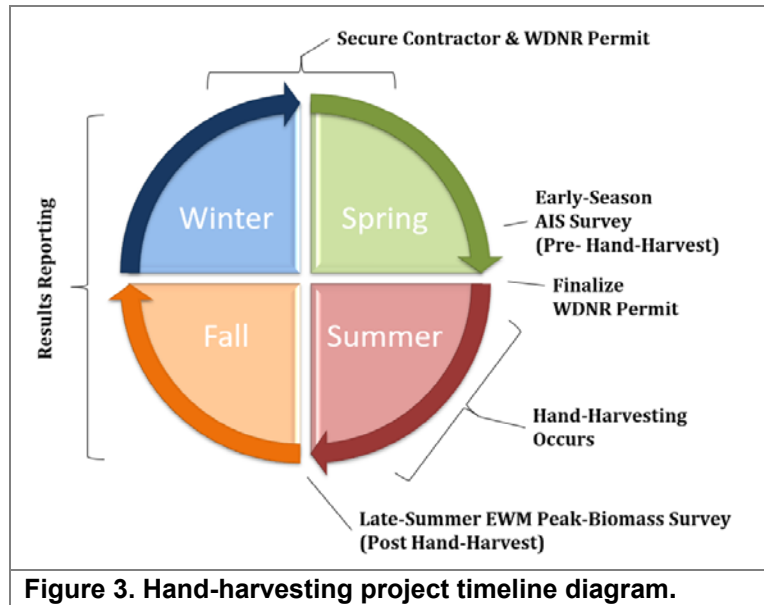 Secure Contractor & WDNR Permit
Winter
Spring
Early-Season
AIS Survey
(Pre- Hand-Harvest)
Finalize
WDNR Permit
Results Reporting
Fall
Summer
Hand-Harvesting
Occurs
Late-Summer EWM Peak-Biomass Survey
(Post Hand-Harvest)
Figure 3. Hand-harvesting project timeline diagram.